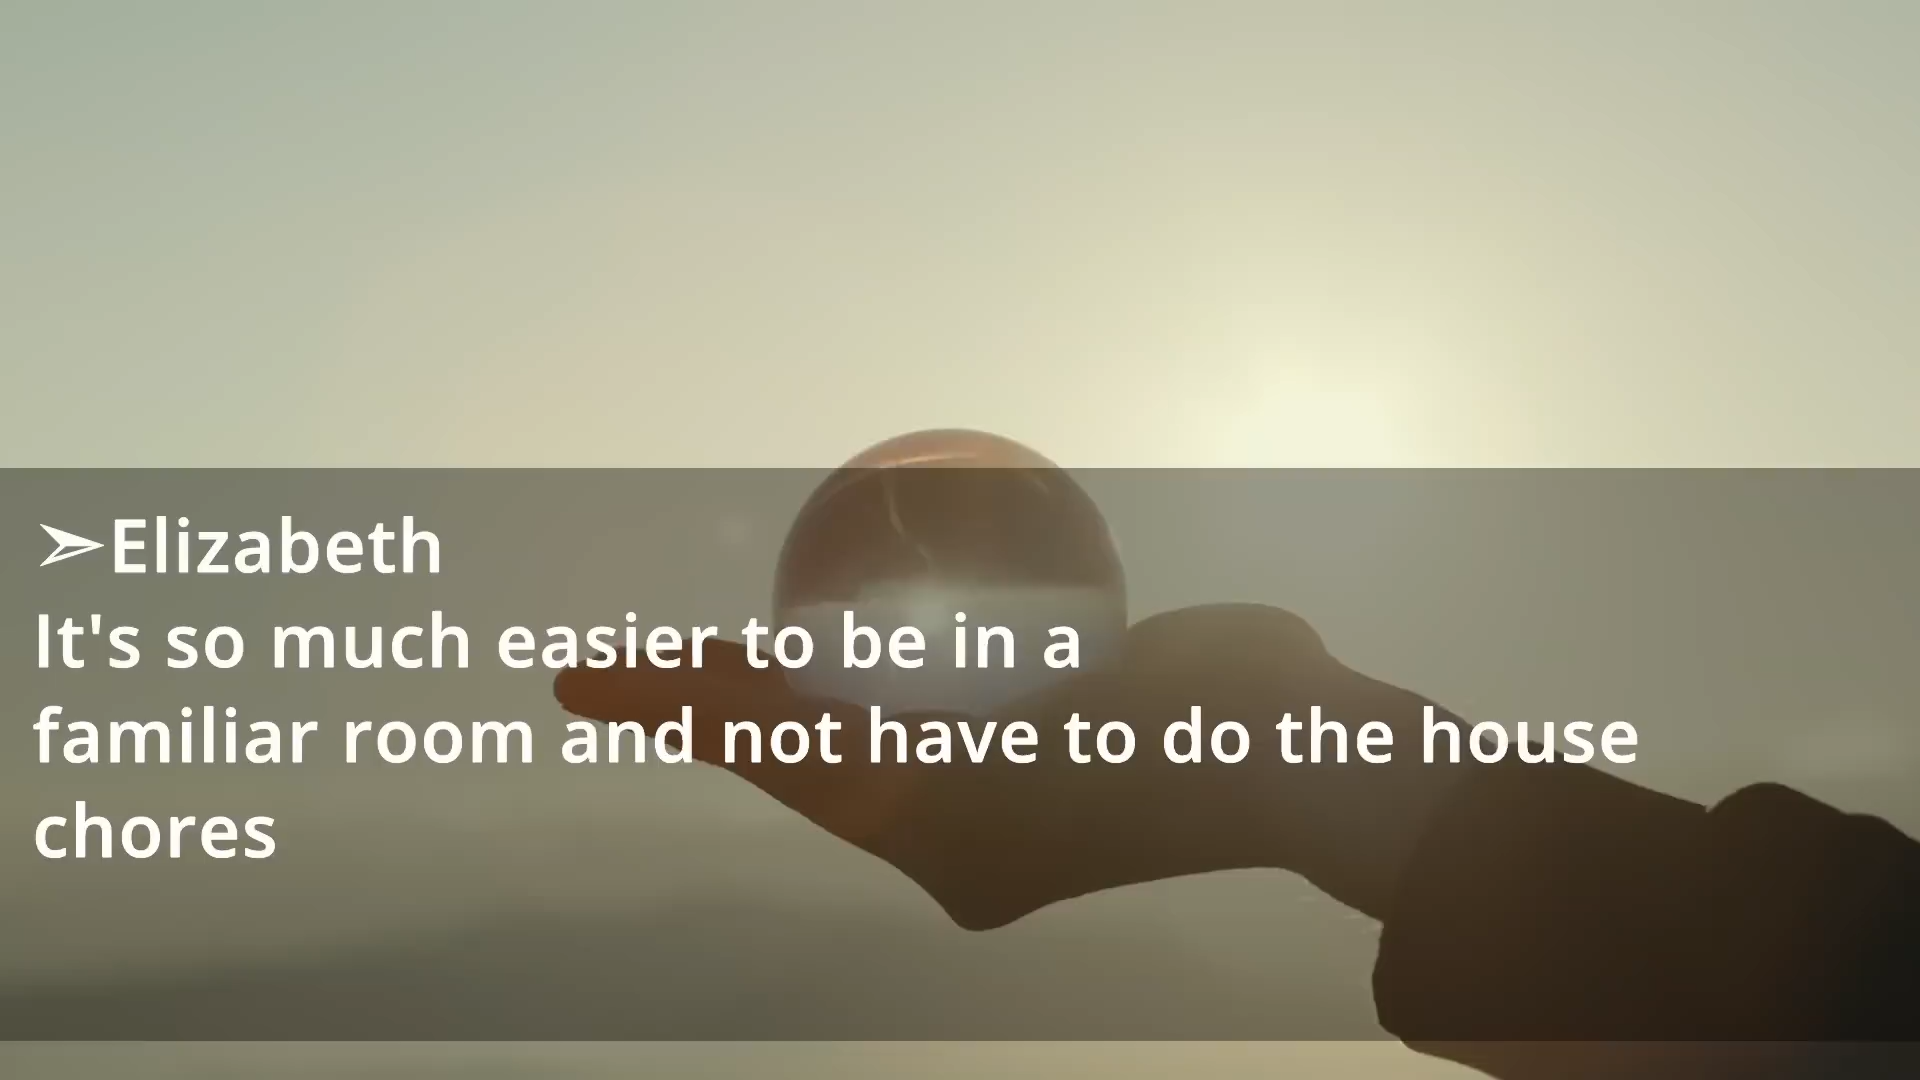 ➢Elizabeth
It's so much easier to be in a
familiar room and not have to do the house
chores